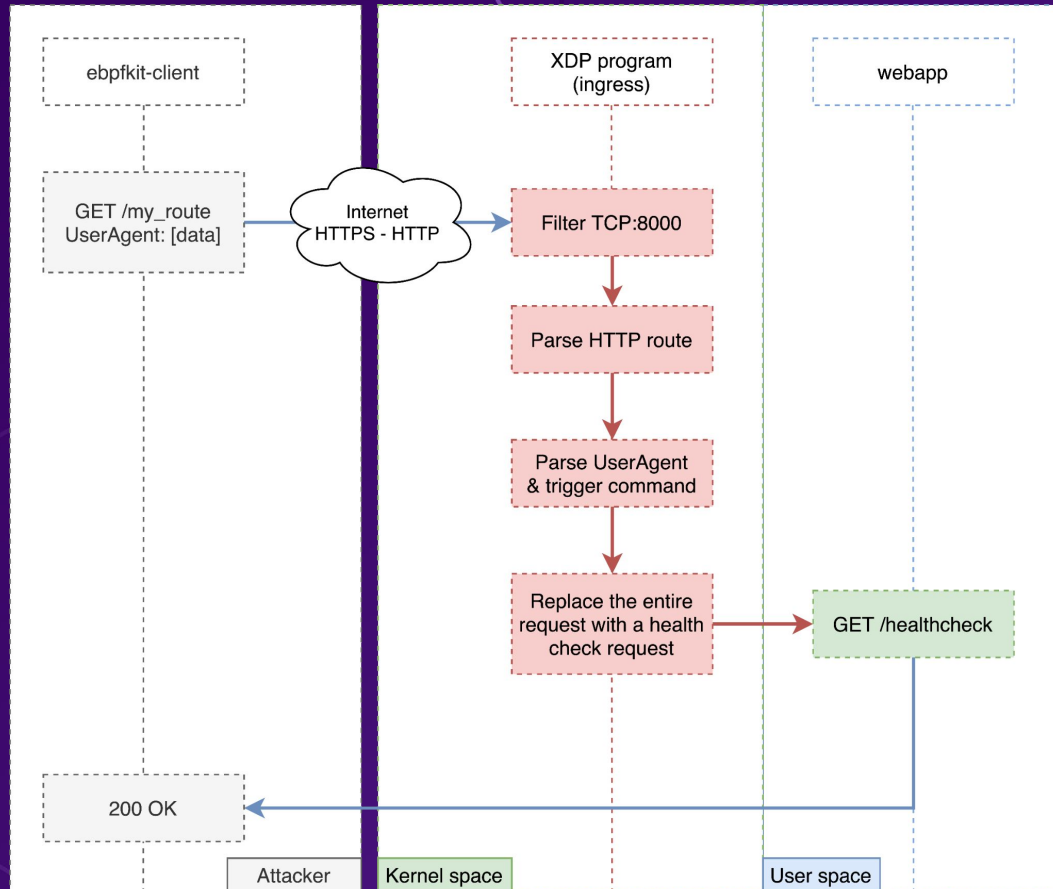 ebpfkit-client
XDP program
(ingress)
webapp
GET /my_route
UserAgent: [data]
Internet
HTTPS - HTTP
Filter TCP:8000
Parse HTTP route
Parse UserAgent
& trigger command
Replace the entire
request with a health
check request
GET /healthcheck
200 OK
Attacker
Kernel space
User space